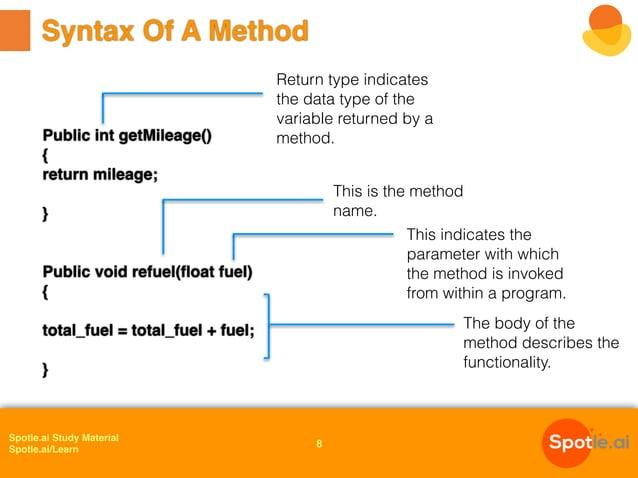 Syntax Of A Method
Return type indicates
the data type of the
variable returned by a
method.
Public int getMileage()
{
return mileage;
}
This is the method
name.
This indicates the
parameter with which
the method is invoked
from within a program.
Public void refuel(float fuel)
{
total_fuel = total_fuel + fuel;
}
The body of the
method describes the
functionality.
Spotle.ai Study Material
Spotle.ai/Learn
8
Spotle.ai